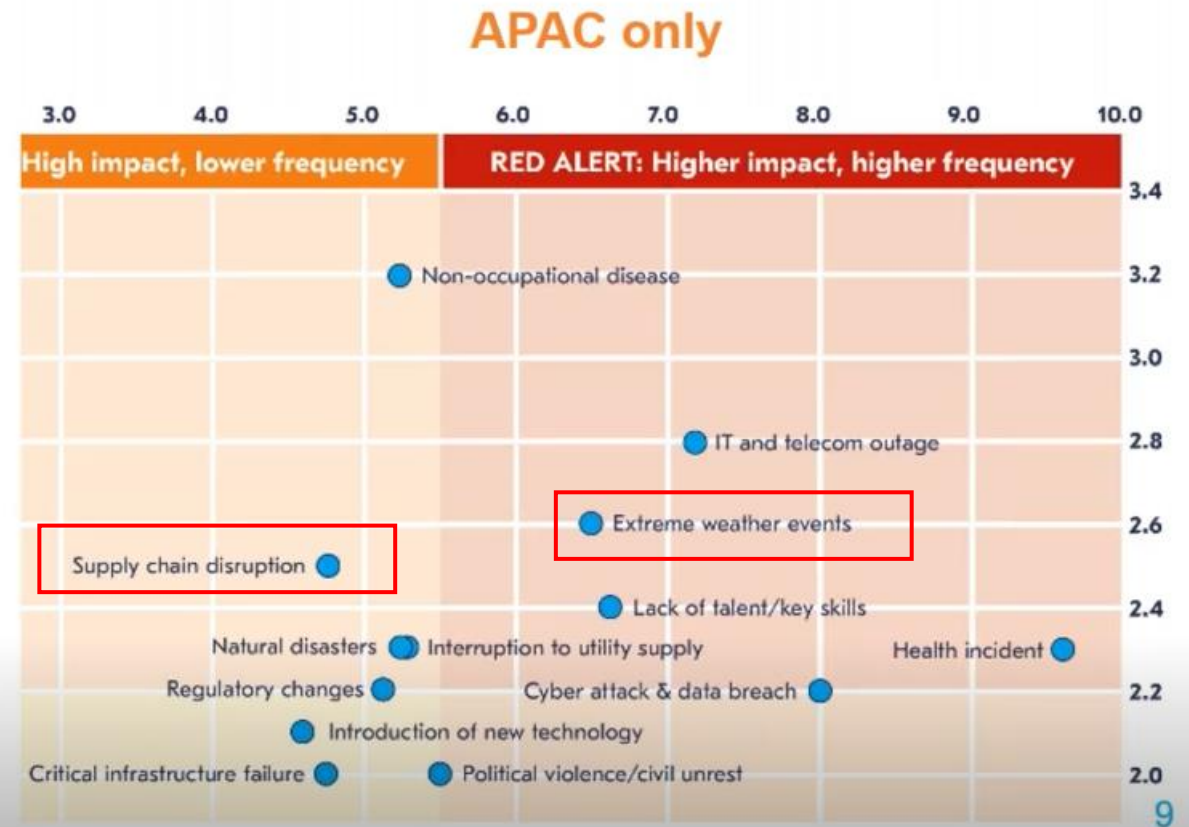 APAC only
3.0 4.0 5.0 6.0 7.0 8.0 9.0 10.0
High impact, lower frequency
RED ALERT: Higher impact, higher frequency
3.4
Non-occupational disease
3.2
3.0
IT and telecom outage
2.8
Extreme weather events
2.6
Supply chain disruption
Lack of talent/key skills
2.4
Natural disasters
Interruption to utility supply
Health incident
Regulatory changes
Cyber attack & data breach
2.2
Introduction of new technology
Critical infrastructure failure
Political violence/civil unrest
2.0
9